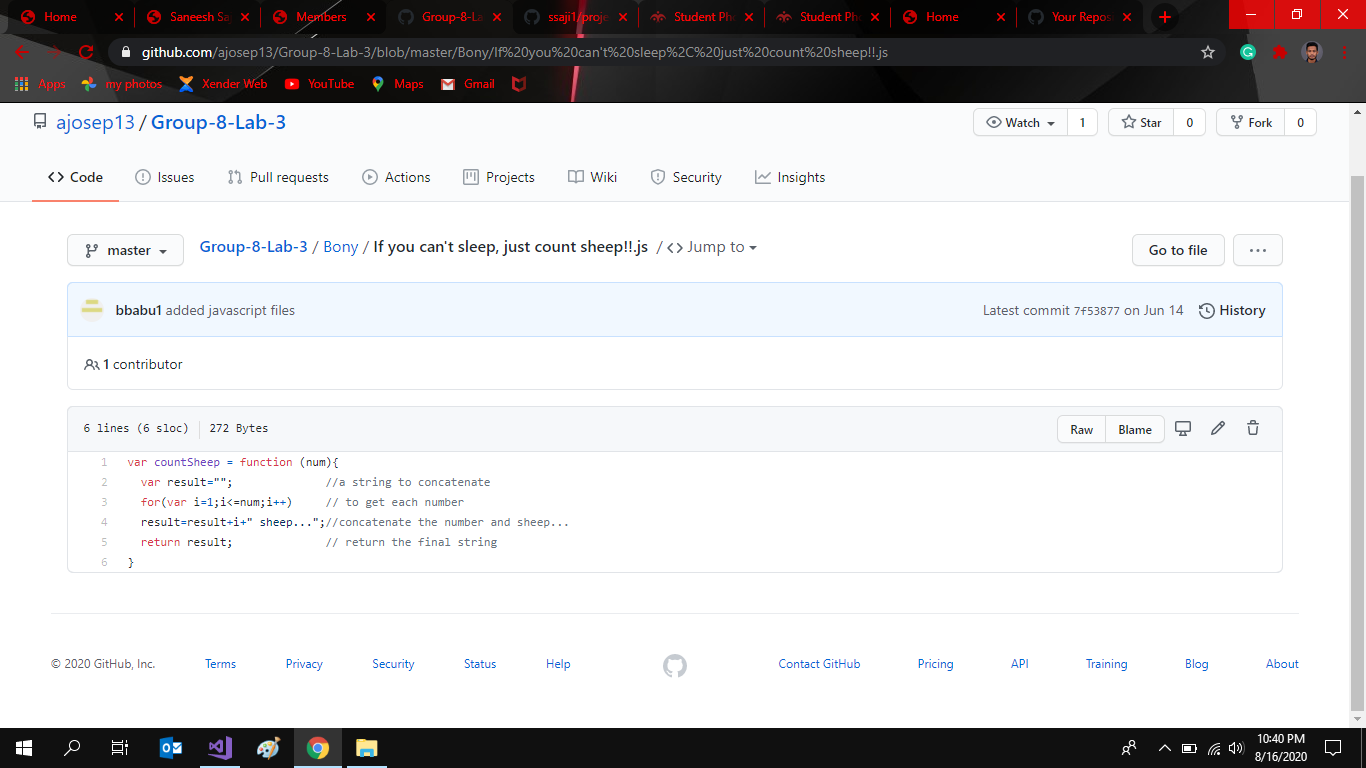 Home
Saneesh Sa
Members
Group-8-La
ssaji1/proje
Student Pho
Student Pho
Home
Your Repos
github.com/ajosep13/Group-8-Lab-3/blob/master/Bony/If%20you%20can't%20sleep%2C%20just%20count%20sheep!!.js
Apps my photos Xender Web YouTube Maps Gmail
ajosep13 / Group-8-Lab-3
Watch 1 Star 0 Fork 0
Code Issues Pull requests Actions Projects Wiki Security Insights
master Group-8-Lab-3 / Bony / If you can't sleep, just count sheep!!.js / <> Jump to Go to file ...
bbabu1 added javascript files Latest commit 7f53877 on Jun 14 History
1 contributor
6 lines (6 sloc) 272 Bytes Raw Blame
1 var countSheep = function (num){
2 var result=""; //a string to concatenate
3 for(var i=1;i<=num;i++) // to get each number
4 result=result+i+" sheep...";//concatenate the number and sheep...
5 return result; // return the final string
6 }
© 2020 GitHub, Inc. Terms Privacy Security Status Help Contact GitHub Pricing API Training Blog About
10:40 PM
8/16/2020